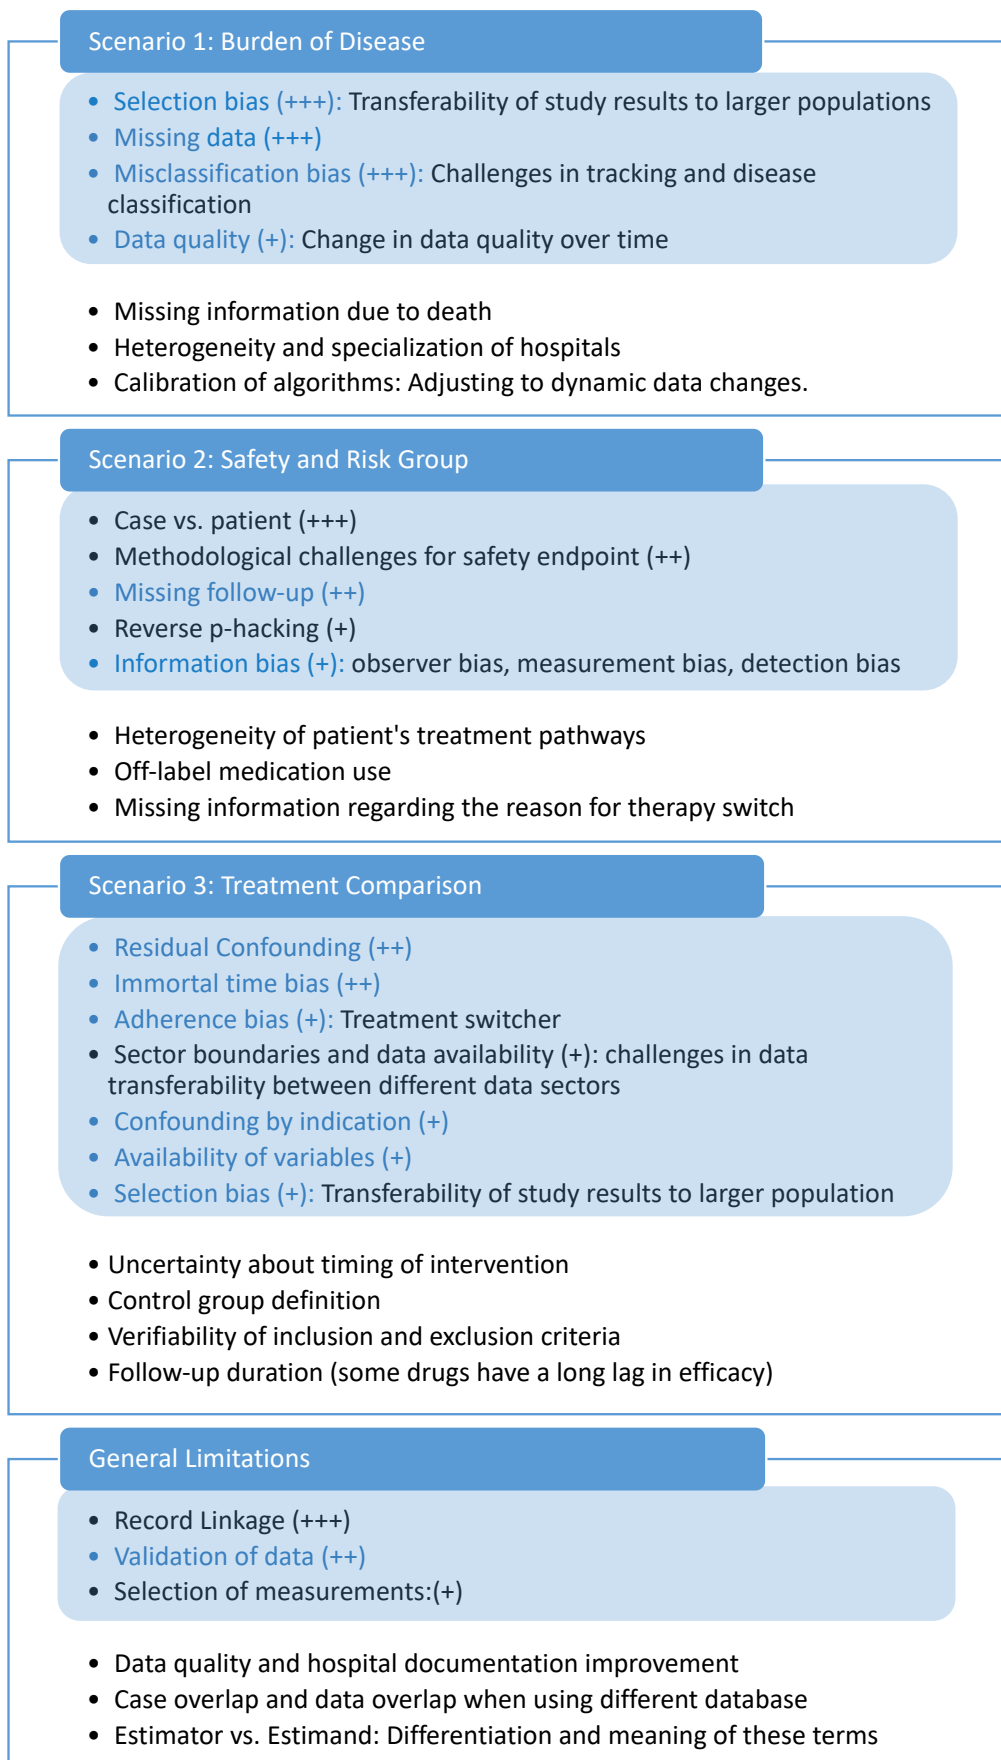 Scenario 1: Burden of Disease
• Selection bias (+++): Transferability of study results to larger populations
• Missing data (+++)
• Misclassification bias (+++): Challenges in tracking and disease
classification
• Data quality (+): Change in data quality over time
• Missing information due to death
• Heterogeneity and specialization of hospitals
• Calibration of algorithms: Adjusting to dynamic data changes.
Scenario 2: Safety and Risk Group
• Case vs. patient (+++)
• Methodological challenges for safety endpoint (++)
• Missing follow-up (++)
• Reverse p-hacking (+)
• Information bias (+): observer bias, measurement bias, detection bias
• Heterogeneity of patient's treatment pathways
• Off-label medication use
• Missing information regarding the reason for therapy switch
Scenario 3: Treatment Comparison
• Residual Confounding (++)
• Immortal time bias (++)
• Adherence bias (+): Treatment switcher
• Sector boundaries and data availability (+): challenges in data
transferability between different data sectors
• Confounding by indication (+)
• Availability of variables (+)
• Selection bias (+): Transferability of study results to larger population
• Uncertainty about timing of intervention
• Control group definition
• Verifiability of inclusion and exclusion criteria
• Follow-up duration (some drugs have a long lag in efficacy)
General Limitations
• Record Linkage (+++)
• Validation of data (++)
• Selection of measurements:(+)
• Data quality and hospital documentation improvement
• Case overlap and data overlap when using different database
• Estimator vs. Estimand: Differentiation and meaning of these terms